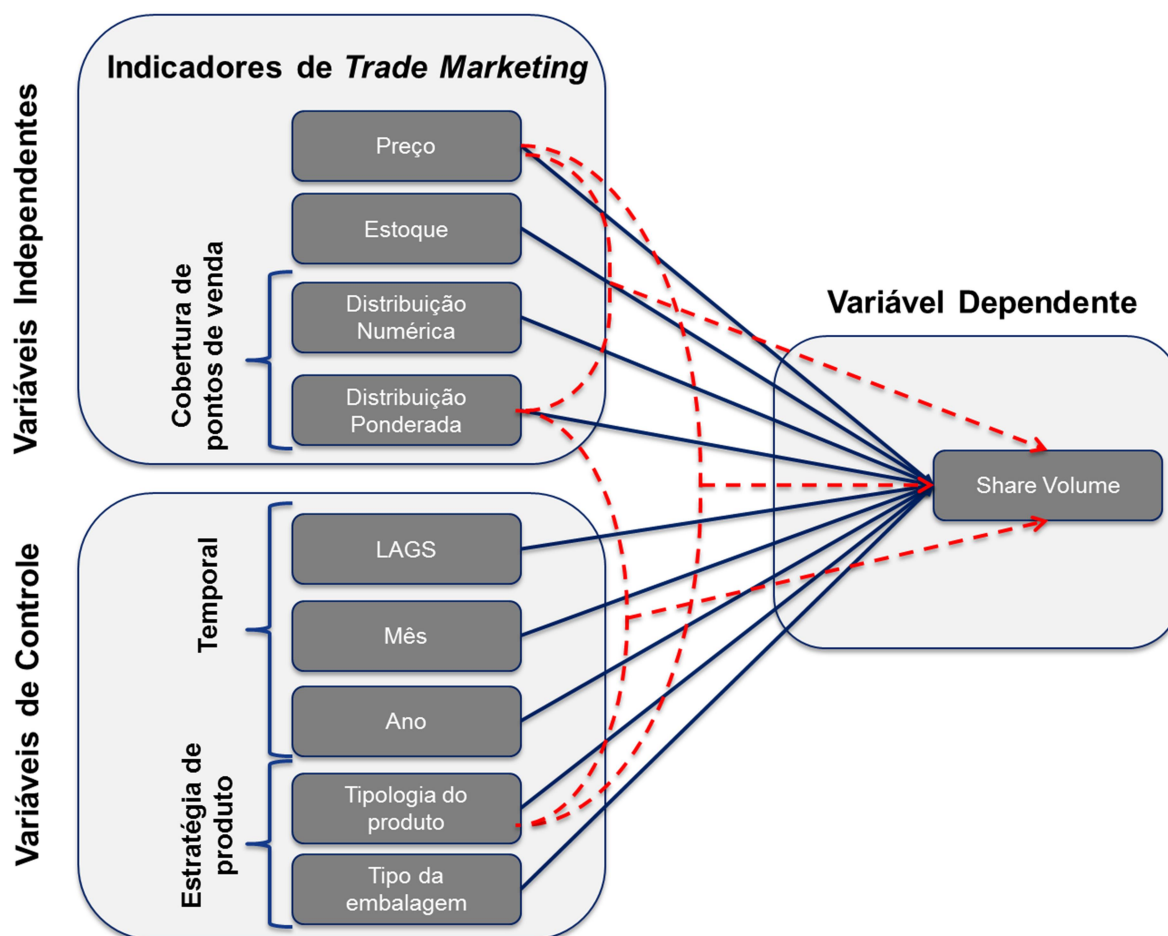 Variáveis Independentes
Indicadores de Trade Marketing
Preço
Estoque
Cobertura de
pontos de venda
Distribuição
Numérica
Distribuição
Ponderada
Variáveis de Controle
Temporal
LAGS
Mês
Ano
Estratégia de
produto
Tipologia do
produto
Tipo da
embalagem
Variável Dependente
Share Volume